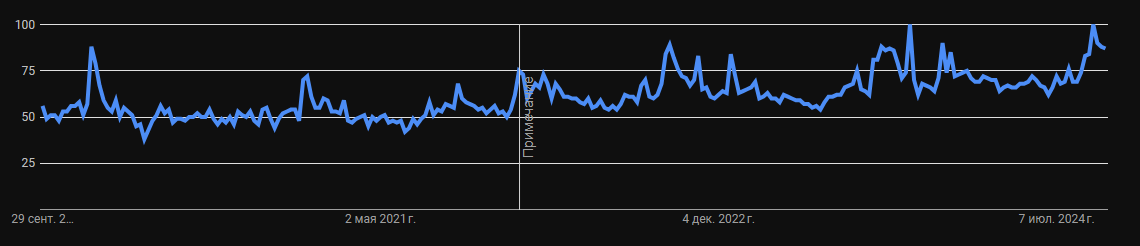 100
75
50
25
Примечание
29 сент. 2…
2 мая 2021 г.
4 дек. 2022 г.
7 июл. 2024 г.